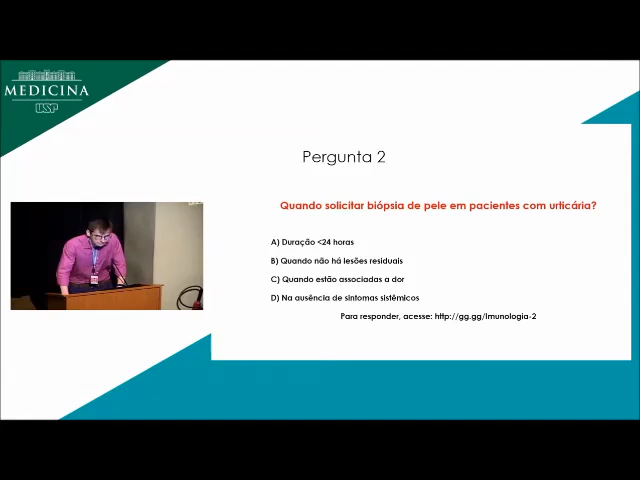 MEDICINA
USP
Pergunta 2
Quando solicitar biópsia de pele em pacientes com urticária?
A) Duração <24 horas
B) Quando não há lesões residuais
C) Quando estão associadas a dor
D) Na ausência de sintomas sistêmicos
Para responder, acesse: http://gg.gg/Imunologia-2